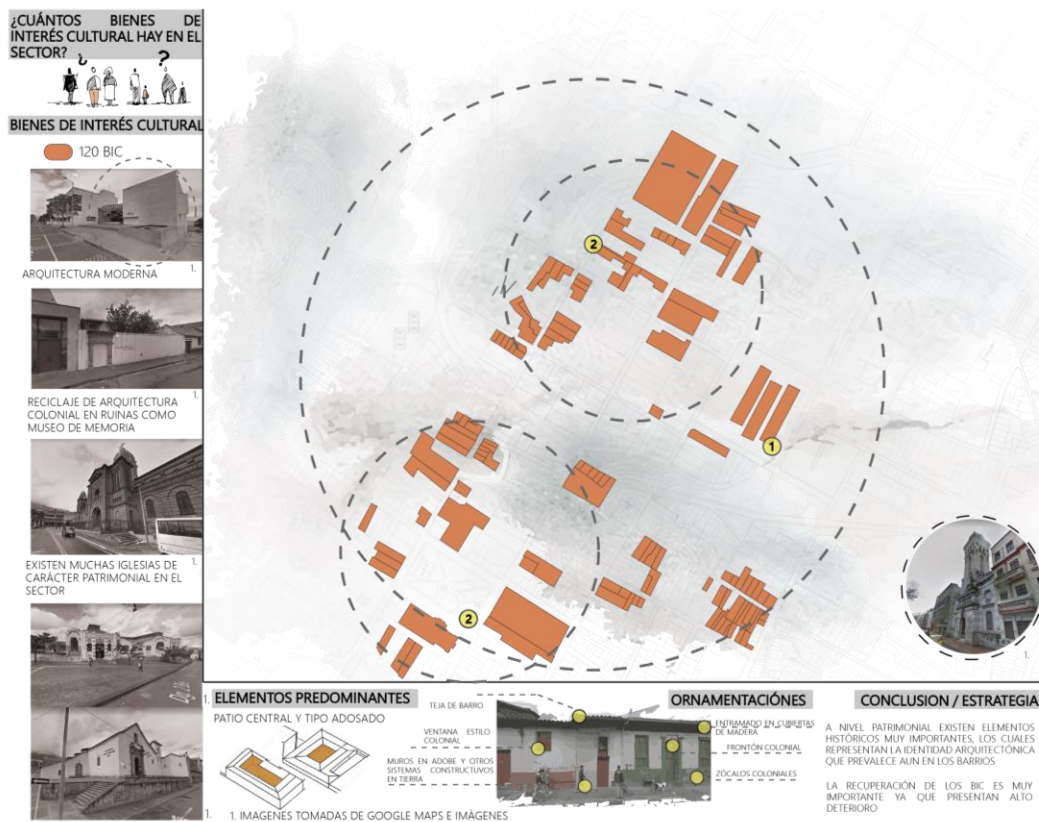 ¿CUÁNTOS BIENES DE
INTERÉS CULTURAL HAY EN EL
SECTOR?
¿ ?
BIENES DE INTERÉS CULTURAL
120 BIC
ARQUITECTURA MODERNA
1.
RECICLAJE DE ARQUITECTURA
COLONIAL EN RUINAS COMO
MUSEO DE MEMORIA
1.
EXISTEN MUCHAS IGLESIAS DE
CARÁCTER PATRIMONIAL EN EL
SECTOR
1.
1.
1.
2
1
2
1.
ELEMENTOS PREDOMINANTES
PATIO CENTRAL Y TIPO ADOSADO
1. IMAGENES TOMADAS DE GOOGLE MAPS E IMÀGENES
TEJA DE BARRO
VENTANA ESTILO
COLONIAL
MUROS EN ADOBE Y OTROS
SISTEMAS CONSTRUCTIVOS
EN TIERRA
ORNAMENTACIÓNES
ENTRAMADO EN CUBIERTAS
DE MADERA
FRONTÓN COLONIAL
ZÓCALOS COLONIALES
CONCLUSION / ESTRATEGIA
A NIVEL PATRIMONIAL EXISTEN ELEMENTOS
HISTÓRICOS MUY IMPORTANTES, LOS CUALES
REPRESENTAN LA IDENTIDAD ARQUITECTÓNICA
QUE PREVALECE AUN EN LOS BARRIOS
LA RECUPERACIÓN DE LOS BIC ES MUY
IMPORTANTE YA QUE PRESENTAN ALTO
DETERIORO